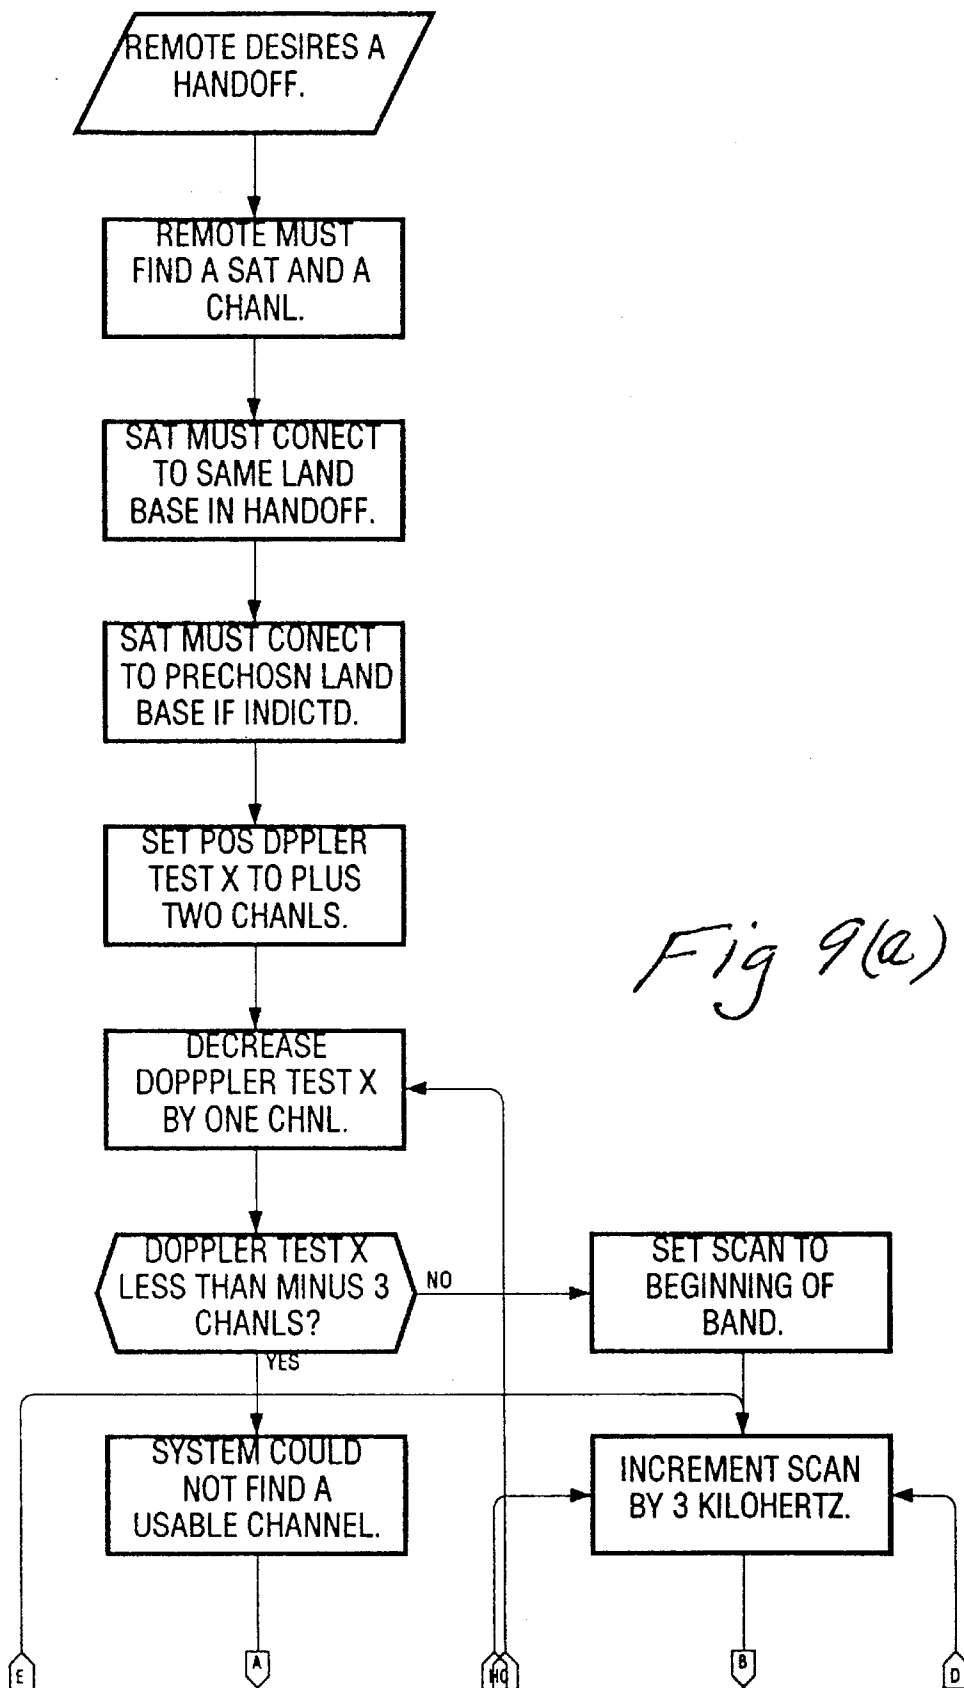 REMOTE DESIRES A
HANDOFF.
REMOTE MUST
FIND A SAT AND A
CHANL.
SAT MUST CONECT
TO SAME LAND
BASE IN HANDOFF.
SAT MUST CONECT
TO PRECHOSN LAND
BASE IF INDICTD.
SET POS DPPLER
TEST X TO PLUS
TWO CHANLS.
Fig 9(a)
DECREASE
DOPPPLER TEST X
BY ONE CHNL.
DOPPLER TEST X
LESS THAN MINUS 3
CHANLS?
NO
YES
SET SCAN TO
BEGINNING OF
BAND.
SYSTEM COULD
NOT FIND A
USABLE CHANNEL.
INCREMENT SCAN
BY 3 KILOHERTZ.
E
A
H
C
B
D